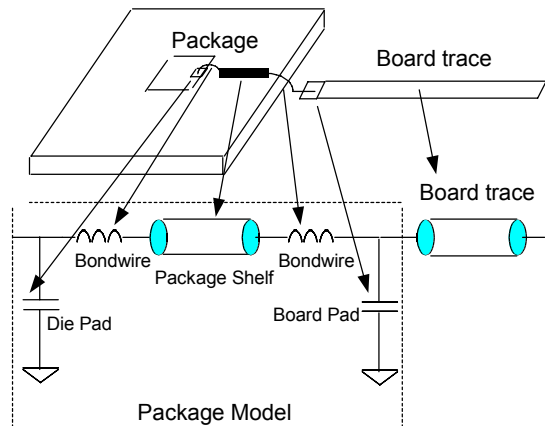 Package
Board trace
Board trace
Bondwire
Package Shelf
Bondwire
Die Pad
Board Pad
Package Model